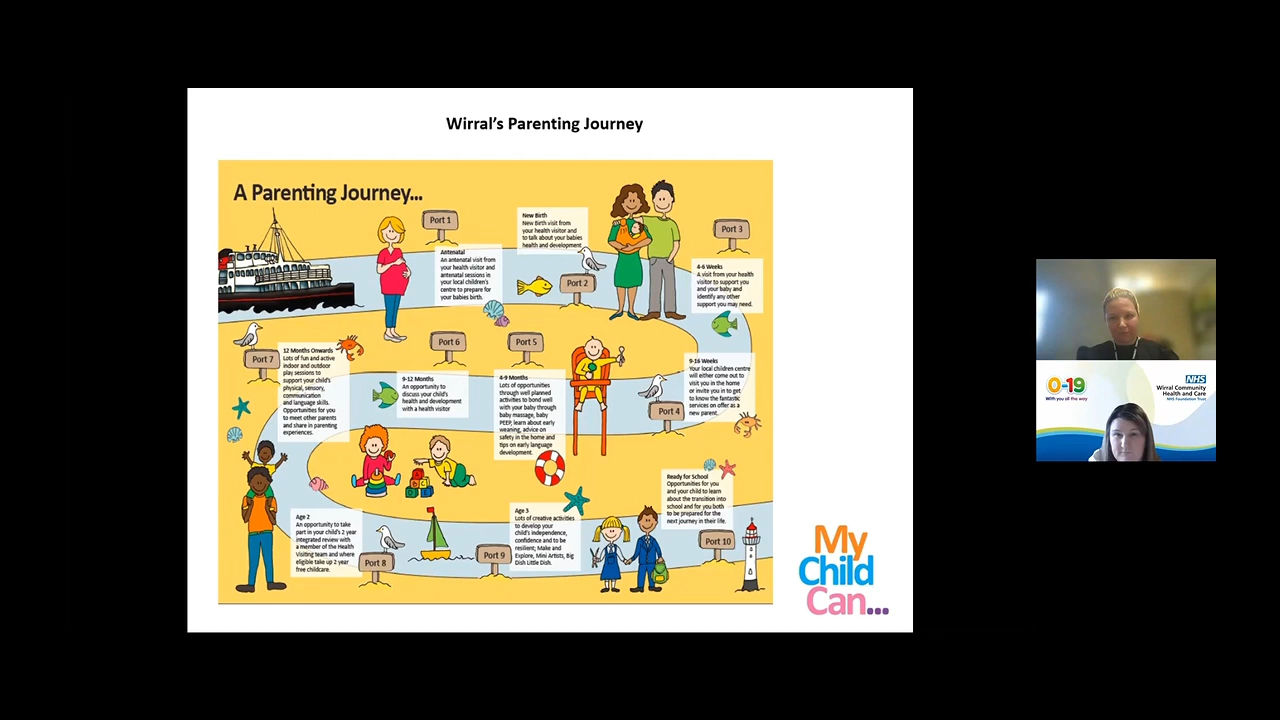 Wirral's Parenting Journey
A Parenting Journey...
Port 1
Antenatal
An antenatal visit from
your health visitor and
antenatal sessions in
your local children's
centre to prepare for
your babies birth.
New Birth
New Birth visit from
your health visitor and
to talk about your babies
health and development
Port 2
Port 3
4-6 Weeks
A visit from your health
visitor to support you
and your baby and
identify any other
support you may need.
9-16 Weeks
Your local children centre
will either come out to
visit you in the home
or invite you in to get
to know the fantastic
services on offer as a
new parent.
Port 4
Port 5
4-9 Months
Lots of opportunities
through well planned
activities to bond well
with your baby through
baby massage, baby
PEEP, learn about early
weaning, advice on
safety in the home and
tips on early language
development.
Port 6
9-12 Months
An opportunity to
discuss your child's
health and development
with a health visitor
Port 7
12 Months Onwards
Lots of fun and active
indoor and outdoor
play sessions to
support your child's
physical, sensory,
communication
and language skills.
Opportunities for you
to meet other parents
and share in parenting
experiences.
Age 2
An opportunity to take
part in your child's 2 year
integrated review with
a member of the Health
Visiting team and where
eligible take up 2 year
free childcare.
Port 8
Port 9
Age 3
Lots of creative activities
to develop your
child's independence,
confidence and to be
resilient; Make and
Explore, Mini Artists, Big
Dish Little Dish.
Ready for School
Opportunities for you
and your child to learn
about the transition into
school and for you both
to be prepared for the
next journey in their life.
Port 10
My
Child
Can...
0-19
With you all the way
NHS
Wirral Community
Health and Care
NHS Foundation Trust